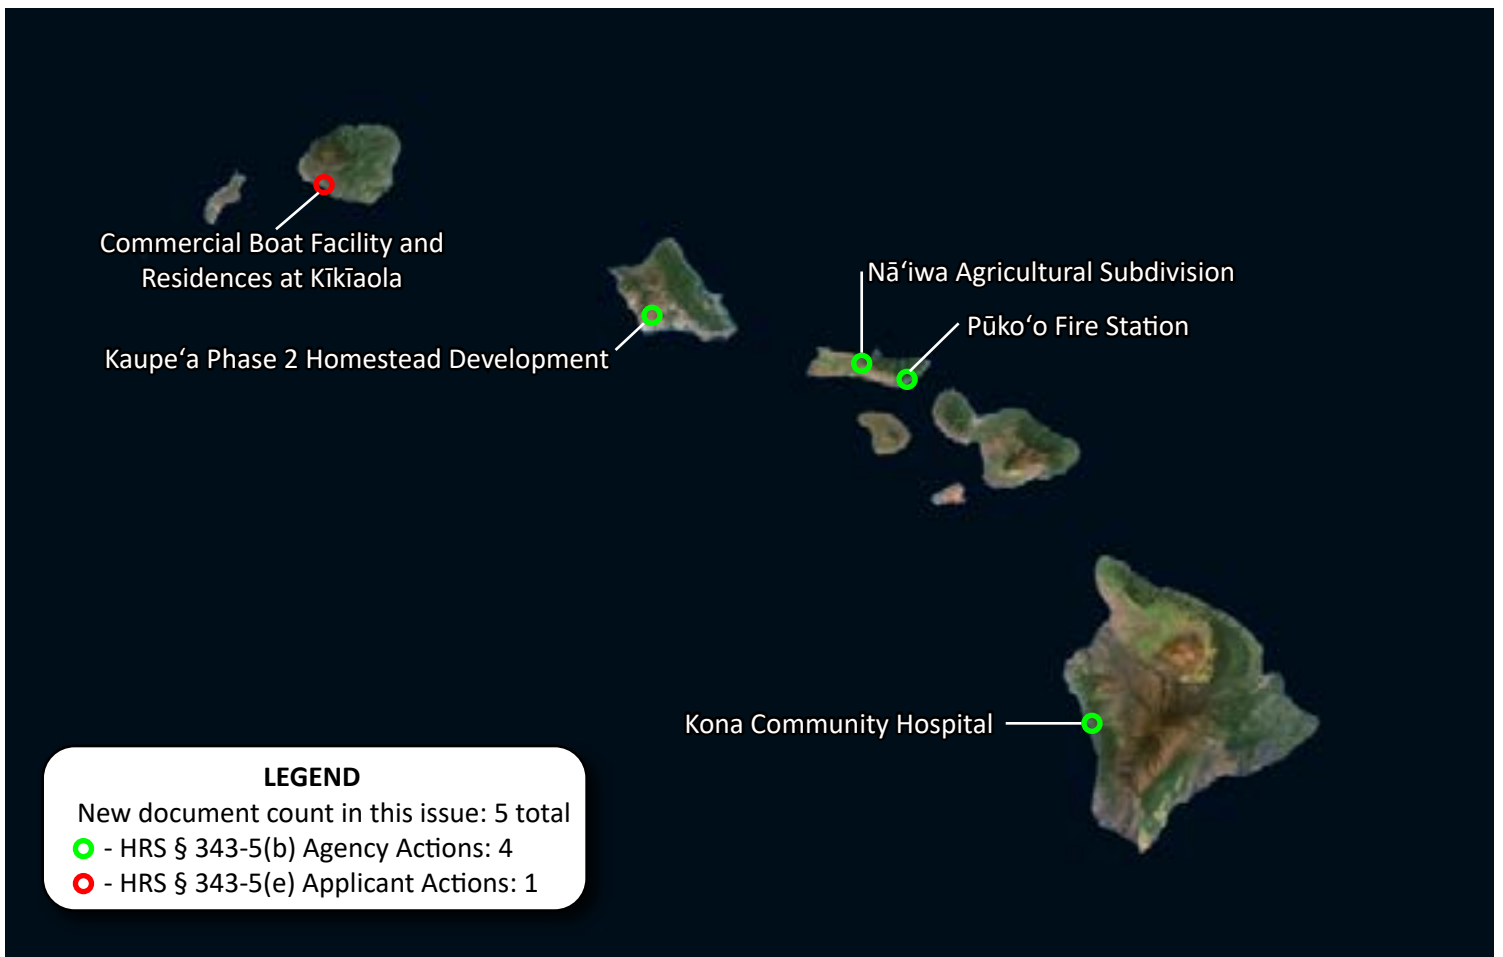 Commercial Boat Facility and
Residences at Kīkīaola
Kaupeʻa Phase 2 Homestead Development
Nāʻiwa Agricultural Subdivision
Pūkoʻo Fire Station
Kona Community Hospital
LEGEND
New document count in this issue: 5 total
- HRS § 343-5(b) Agency Actions: 4
- HRS § 343-5(e) Applicant Actions: 1